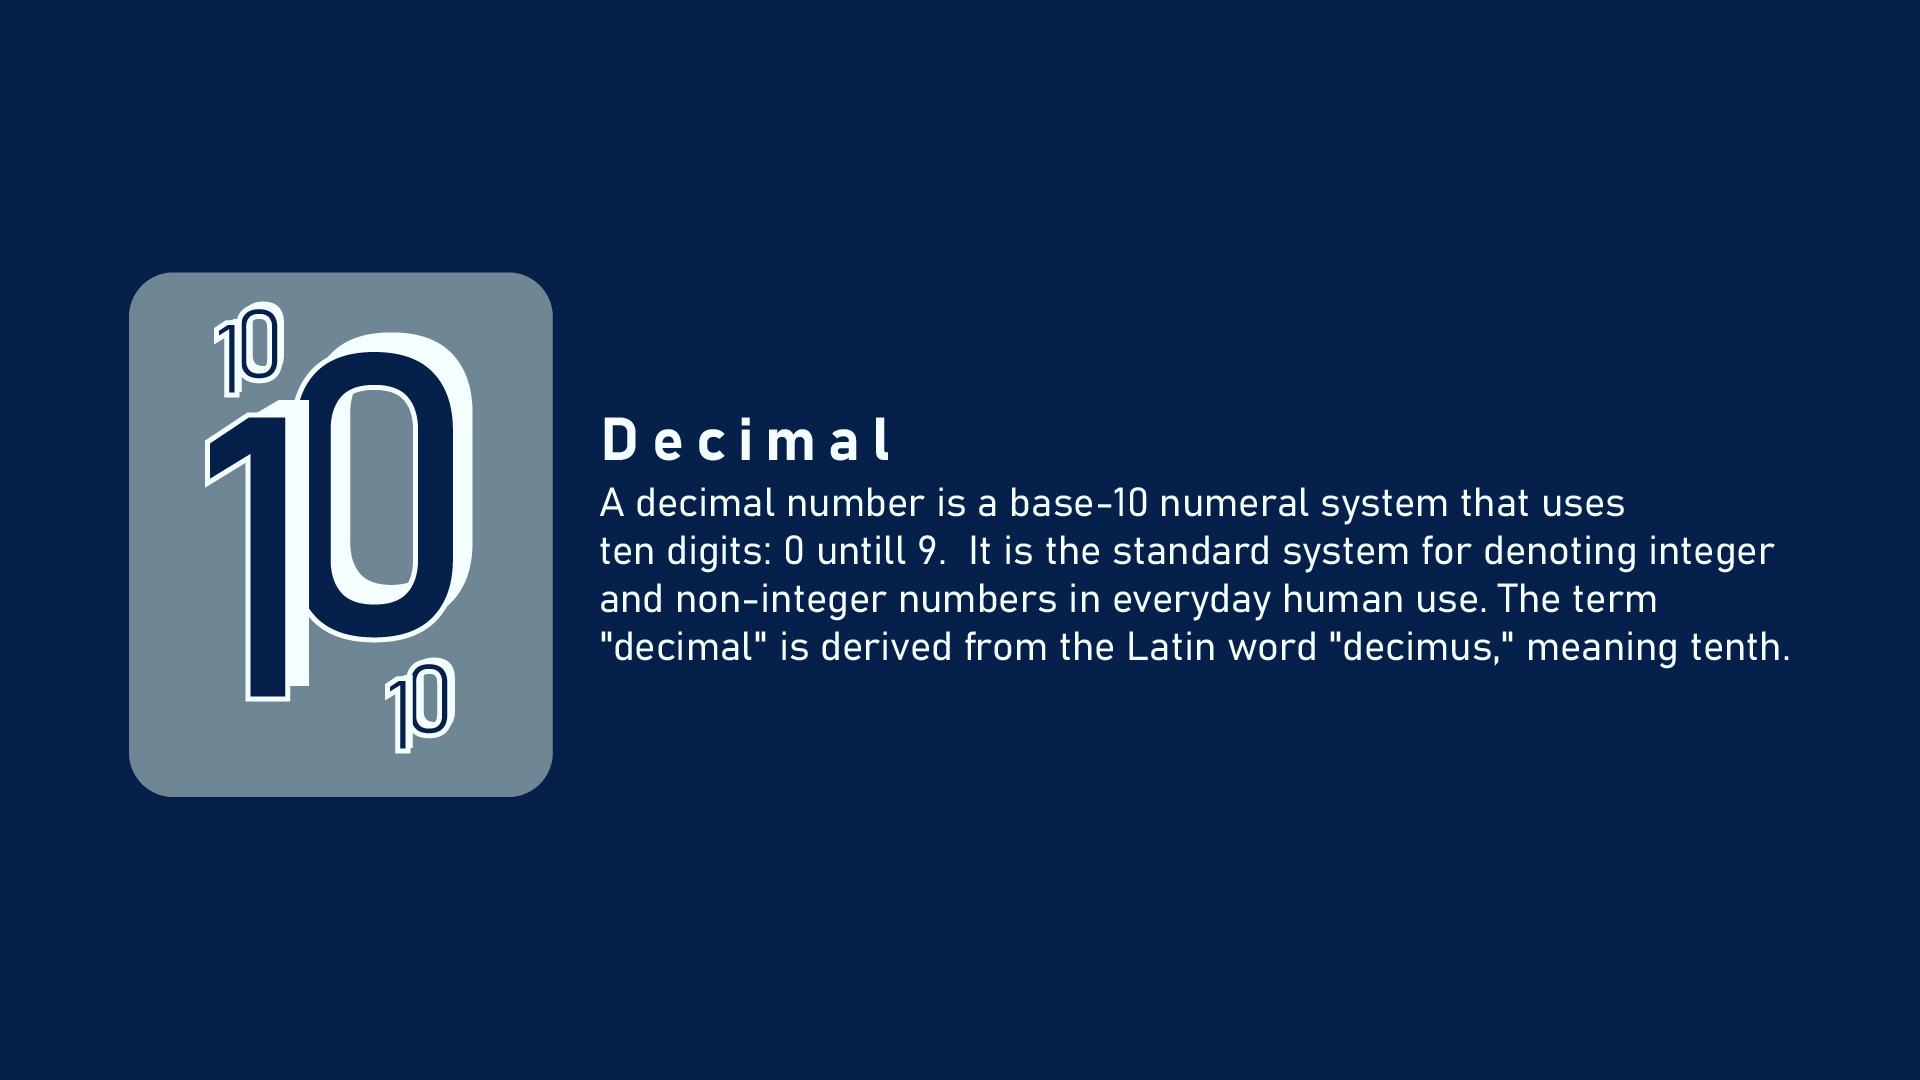 10
10
10
Decimal
A decimal number is a base-10 numeral system that uses
ten digits: 0 untill 9.  It is the standard system for denoting integer
and non-integer numbers in everyday human use. The term
"decimal" is derived from the Latin word "decimus," meaning tenth.